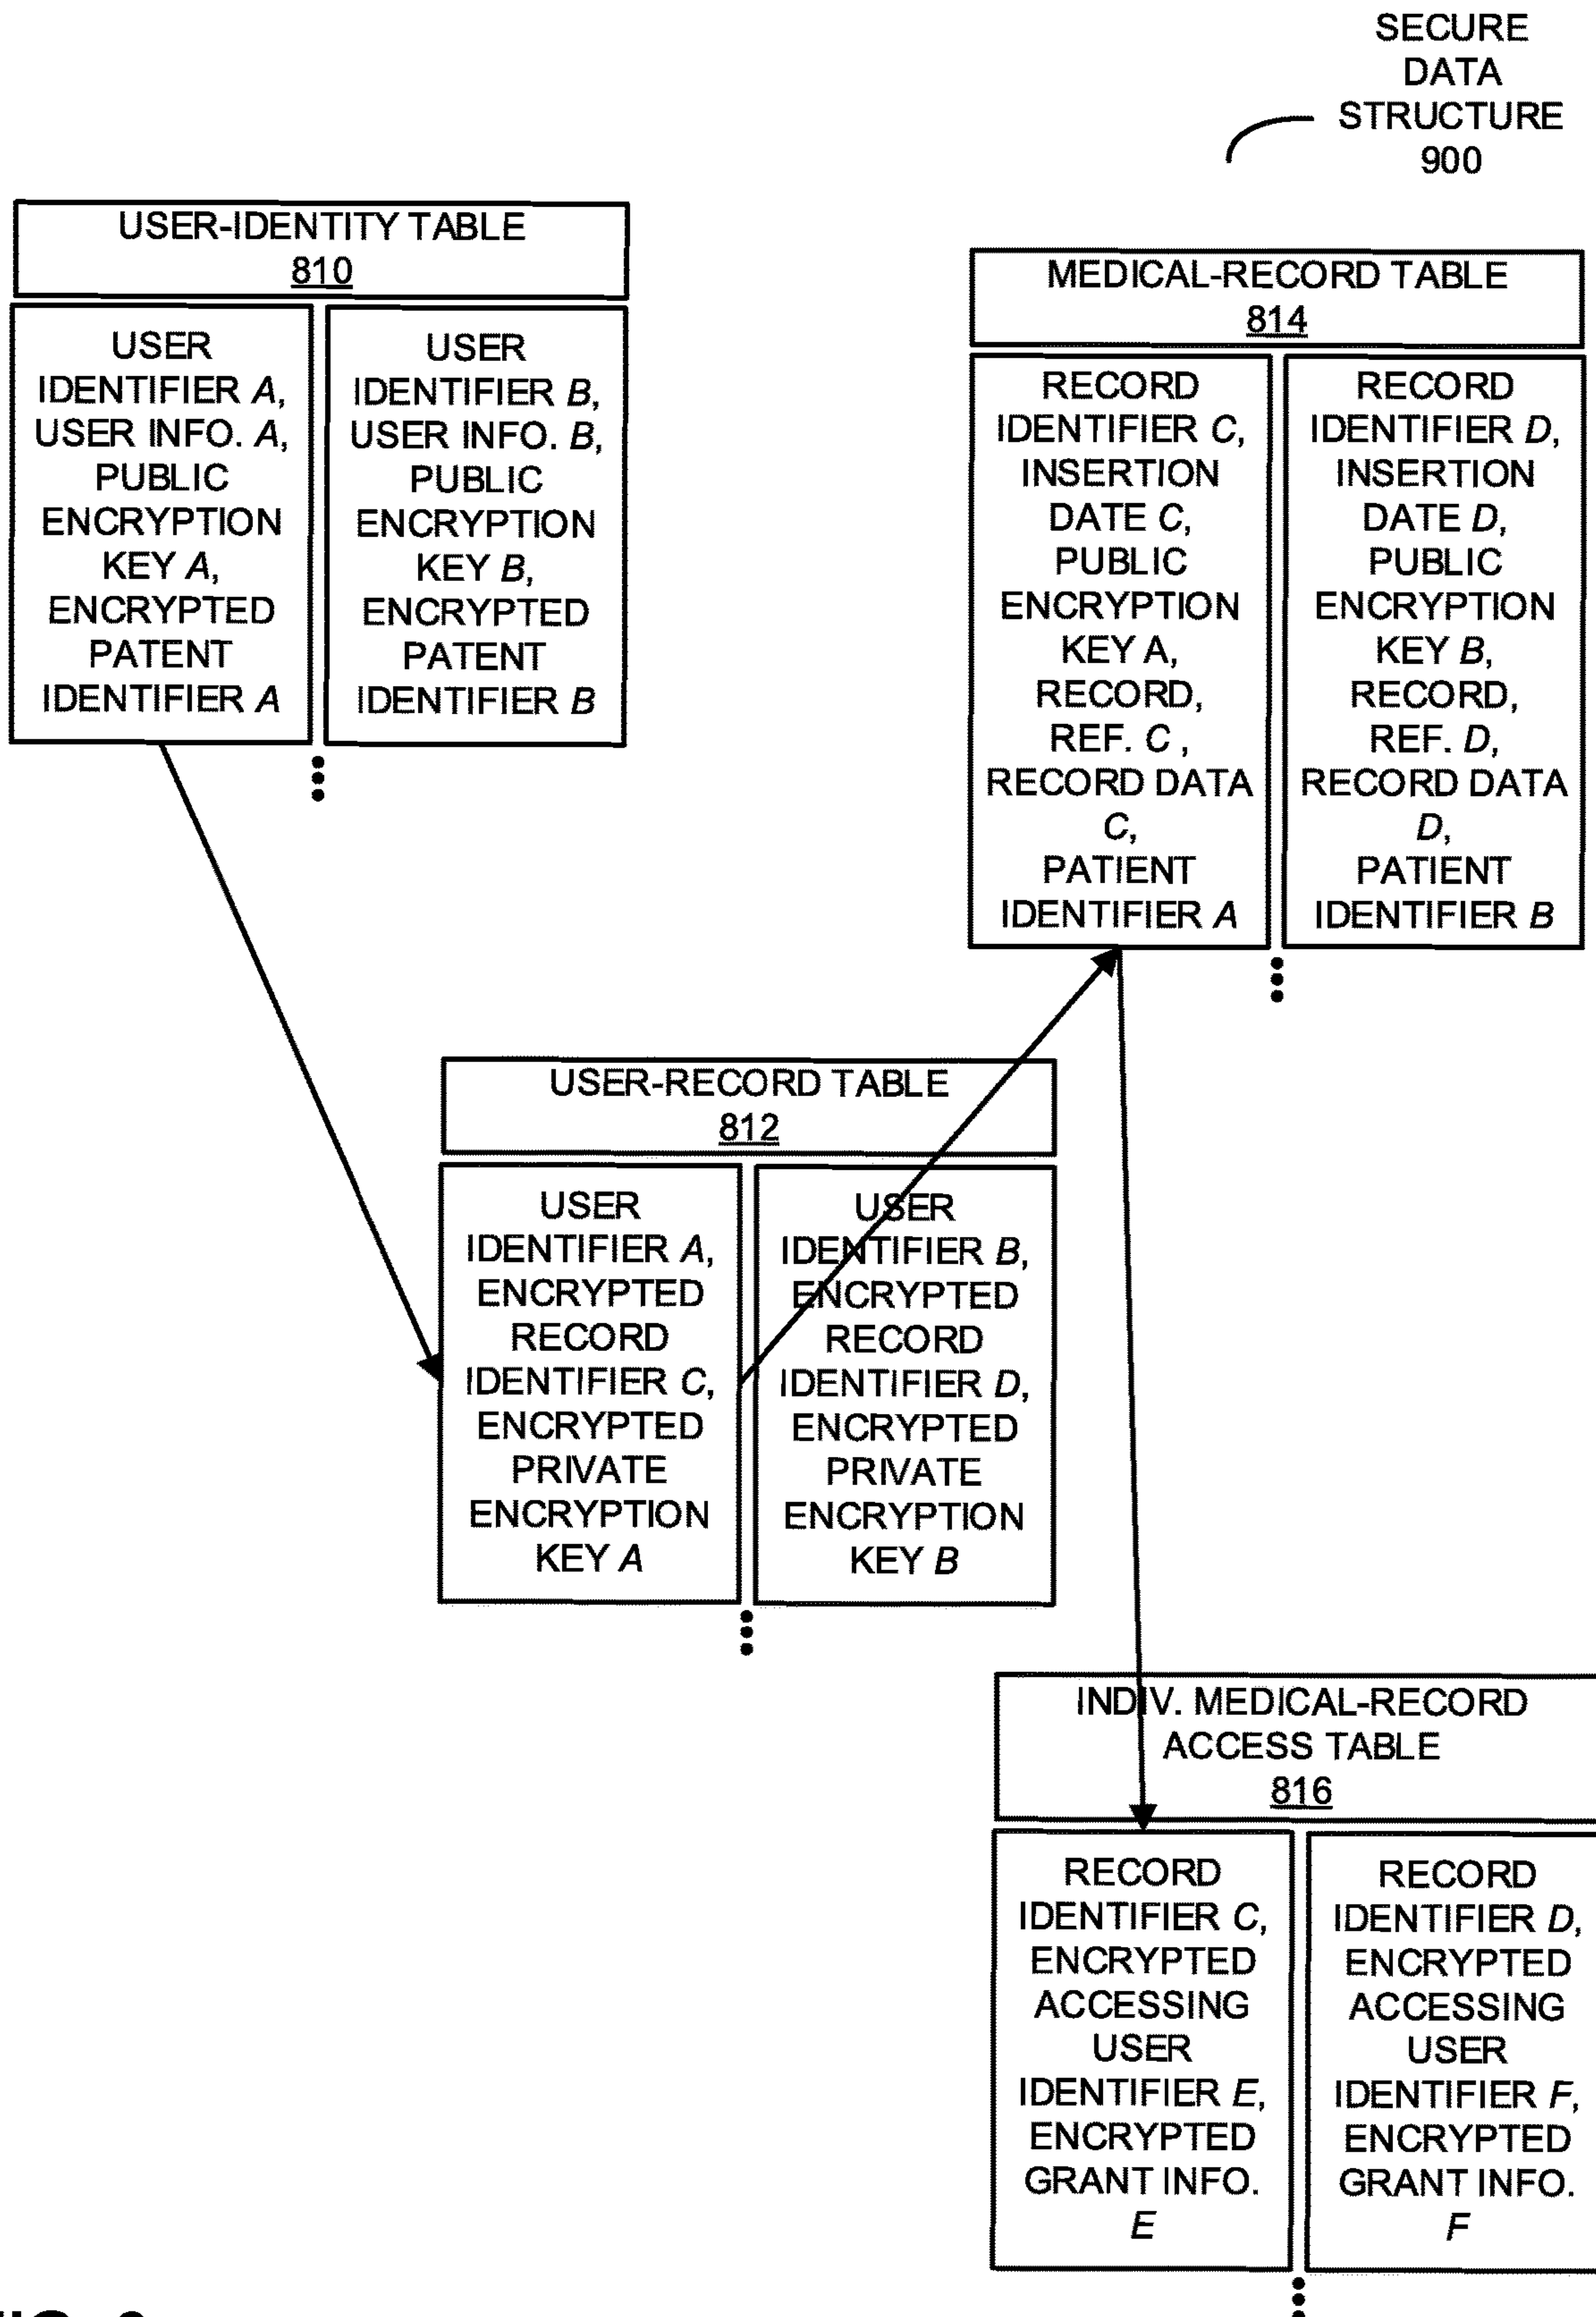 SECURE
DATA
STRUCTURE
900
USER-IDENTITY TABLE
810
USER
IDENTIFIER A,
USER INFO. A,
PUBLIC
ENCRYPTION
KEY A,
ENCRYPTED
PATENT
IDENTIFIER A
USER
IDENTIFIER B,
USER INFO. B,
PUBLIC
ENCRYPTION
KEY B,
ENCRYPTED
PATENT
IDENTIFIER B
MEDICAL-RECORD TABLE
814
RECORD
IDENTIFIER C,
INSERTION
DATE C,
PUBLIC
ENCRYPTION
KEY A,
RECORD,
REF. C ,
RECORD DATA
C,
PATIENT
IDENTIFIER A
RECORD
IDENTIFIER D,
INSERTION
DATE D,
PUBLIC
ENCRYPTION
KEY B,
RECORD,
REF. D,
RECORD DATA
D,
PATIENT
IDENTIFIER B
USER-RECORD TABLE
812
USER
IDENTIFIER A,
ENCRYPTED
RECORD
IDENTIFIER C,
ENCRYPTED
PRIVATE
ENCRYPTION
KEY A
USER
IDENTIFIER B,
ENCRYPTED
RECORD
IDENTIFIER D,
ENCRYPTED
PRIVATE
ENCRYPTION
KEY B
INDIV. MEDICAL-RECORD
ACCESS TABLE
816
RECORD
IDENTIFIER C,
ENCRYPTED
ACCESSING
USER
IDENTIFIER E,
ENCRYPTED
GRANT INFO.
E
RECORD
IDENTIFIER D,
ENCRYPTED
ACCESSING
USER
IDENTIFIER F,
ENCRYPTED
GRANT INFO.
F